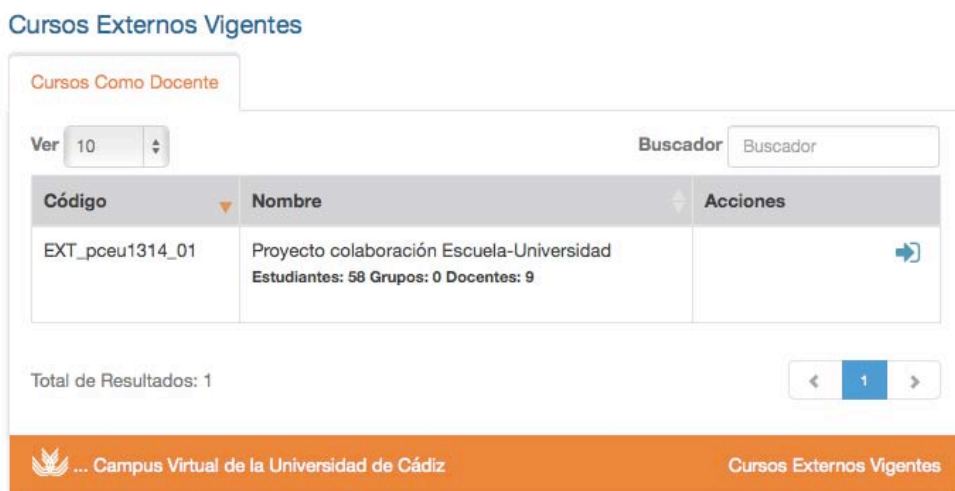 Cursos Externos Vigentes
Cursos Como Docente
Ver 10 Buscador Buscador
Código Nombre Acciones
EXT_pceu1314_01 Proyecto colaboración Escuela-Universidad
Estudiantes: 58 Grupos: 0 Docentes: 9
Total de Resultados: 1 < 1 >
... Campus Virtual de la Universidad de Cádiz Cursos Externos Vigentes